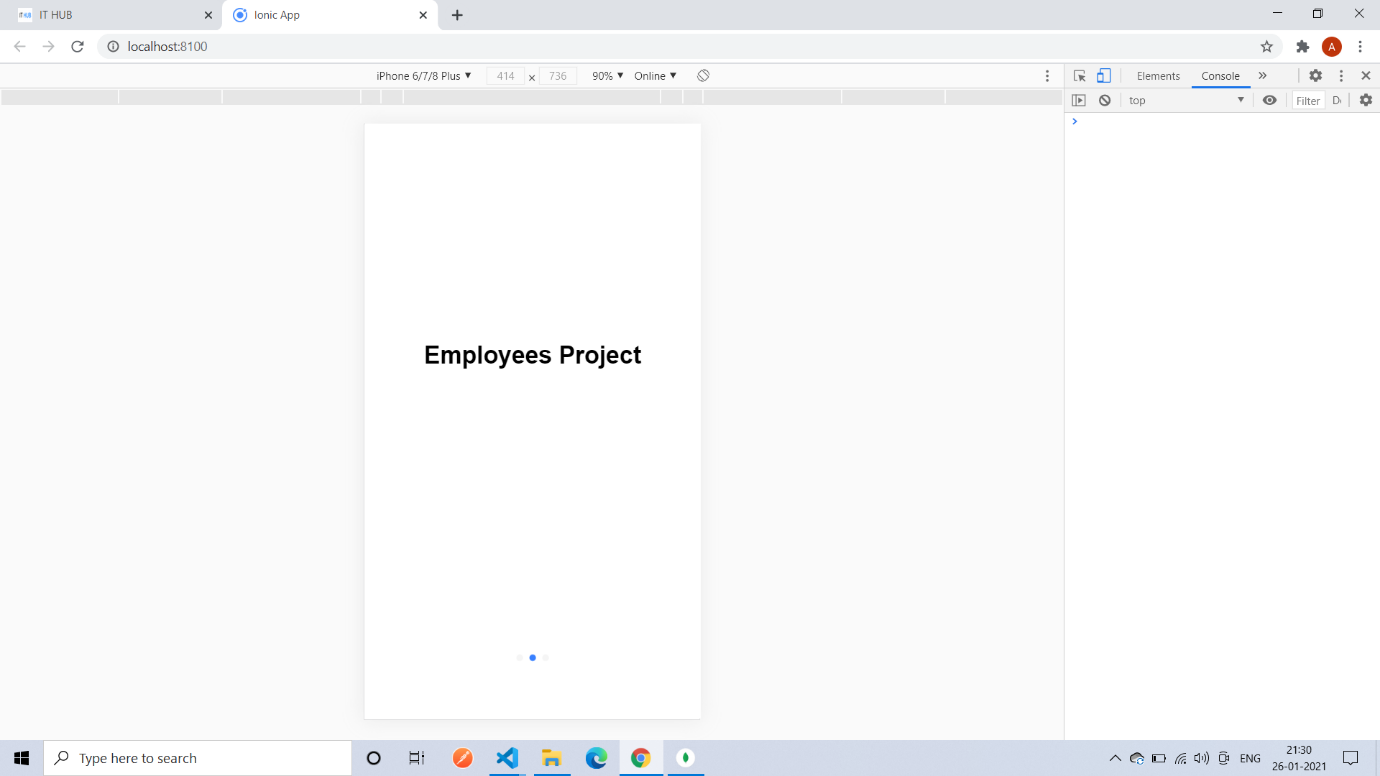 IT HUB
Ionic App
localhost:8100
A
iPhone 6/7/8 Plus
414 × 736
90%
Online
Elements
Console
top
Filter
Employees Project
Type here to search
ENG
21:30
26-01-2021